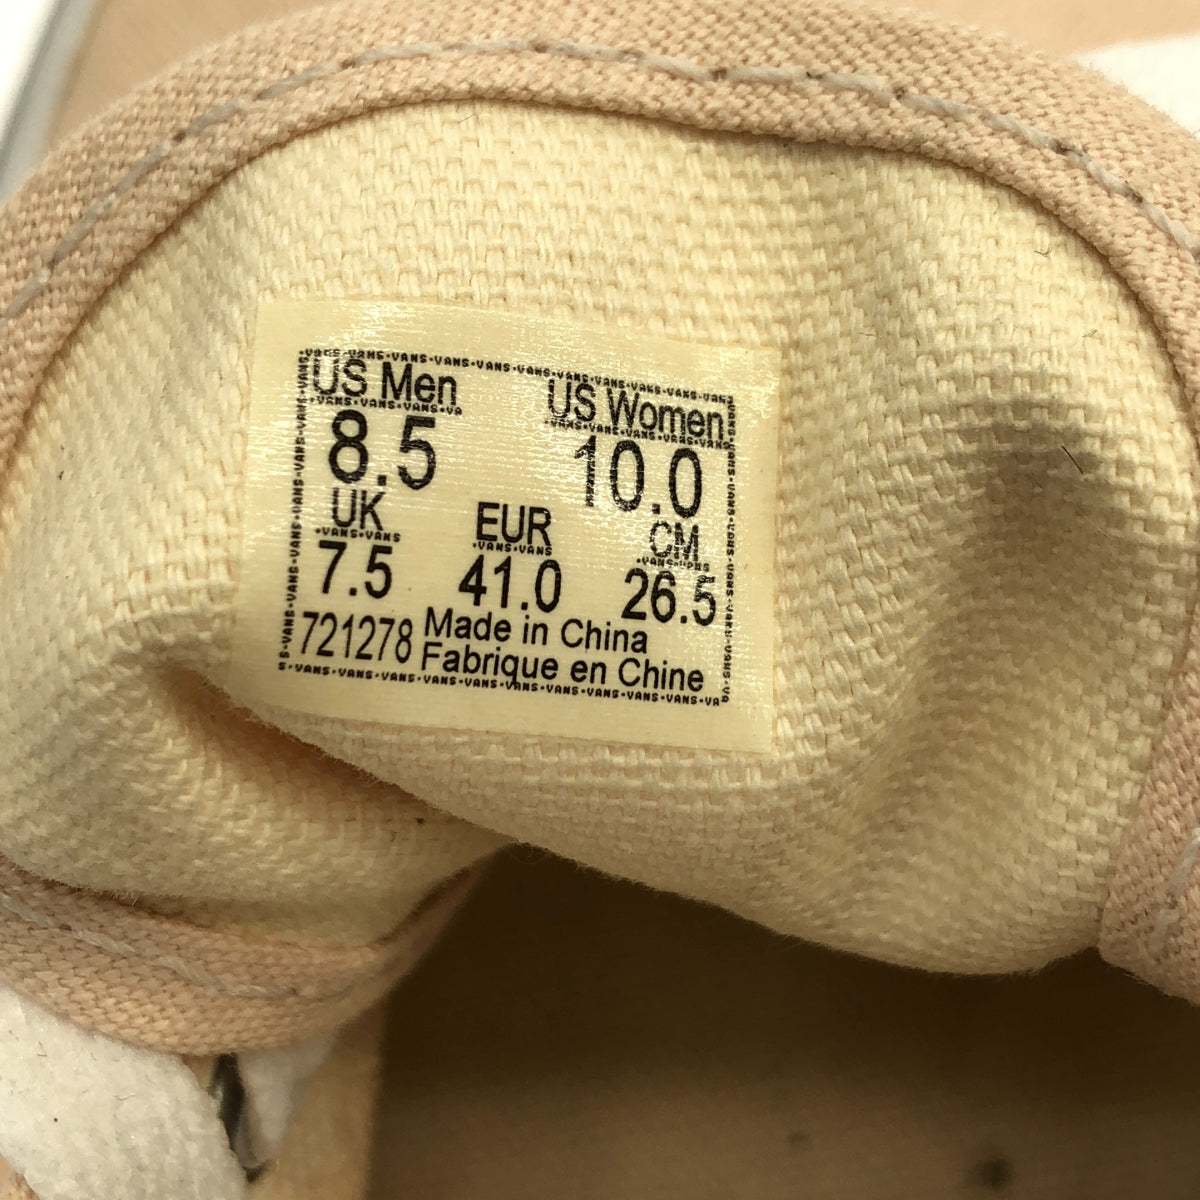 US Men US Women
8.5 10.0
UK EUR CM
7.5 41.0 26.5
721278 Made in China
Fabrique en Chine